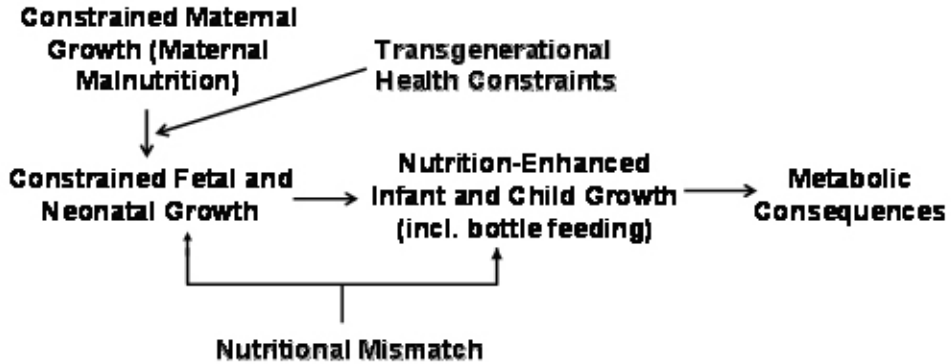 Constrained Maternal
Growth (Maternal
Malnutrition)
Transgenerational
Health Constraints
Constrained Fetal and
Neonatal Growth
Nutrition-Enhanced
Infant and Child Growth
(incl. bottle feeding)
Metabolic
Consequences
Nutritional Mismatch